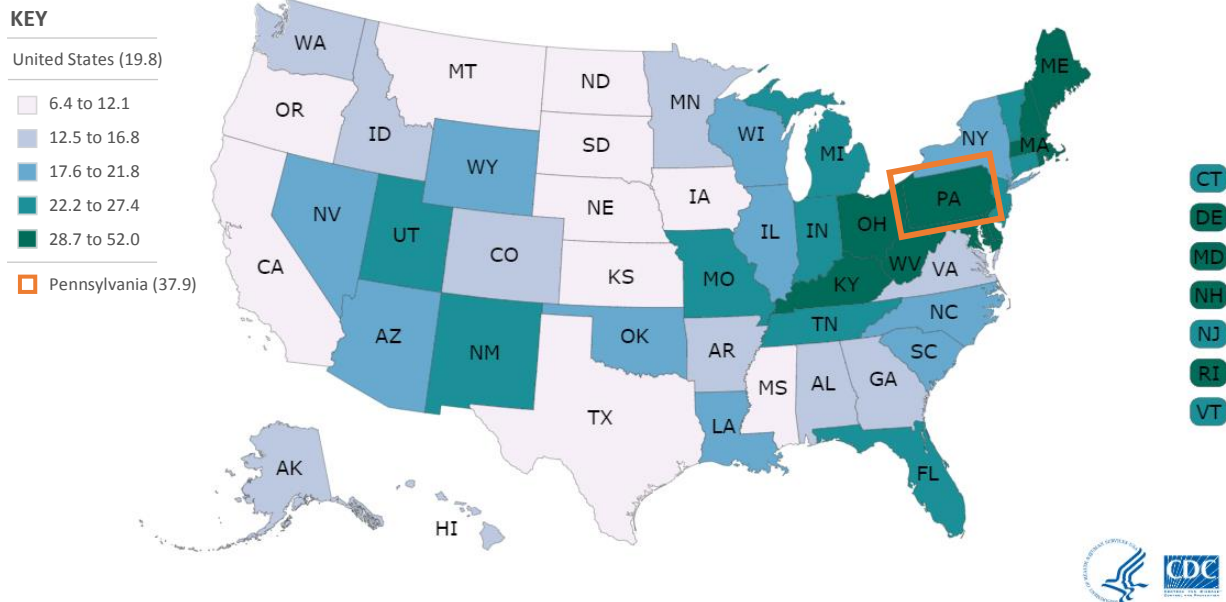 KEY
United States (19.8)
6.4 to 12.1
12.5 to 16.8
17.6 to 21.8
22.2 to 27.4
28.7 to 52.0
Pennsylvania (37.9)
WA
MT
ND
MN
ME
OR
ID
SD
WI
NY
MI
MA
WY
IA
PA
NE
NV
UT
CO
IL
IN
OH
WV
VA
CA
KS
MO
KY
AZ
NM
OK
TN
NC
AR
SC
MS
AL
GA
TX
LA
FL
AK
HI
CT
DE
MD
NH
NJ
RI
VT
CDC